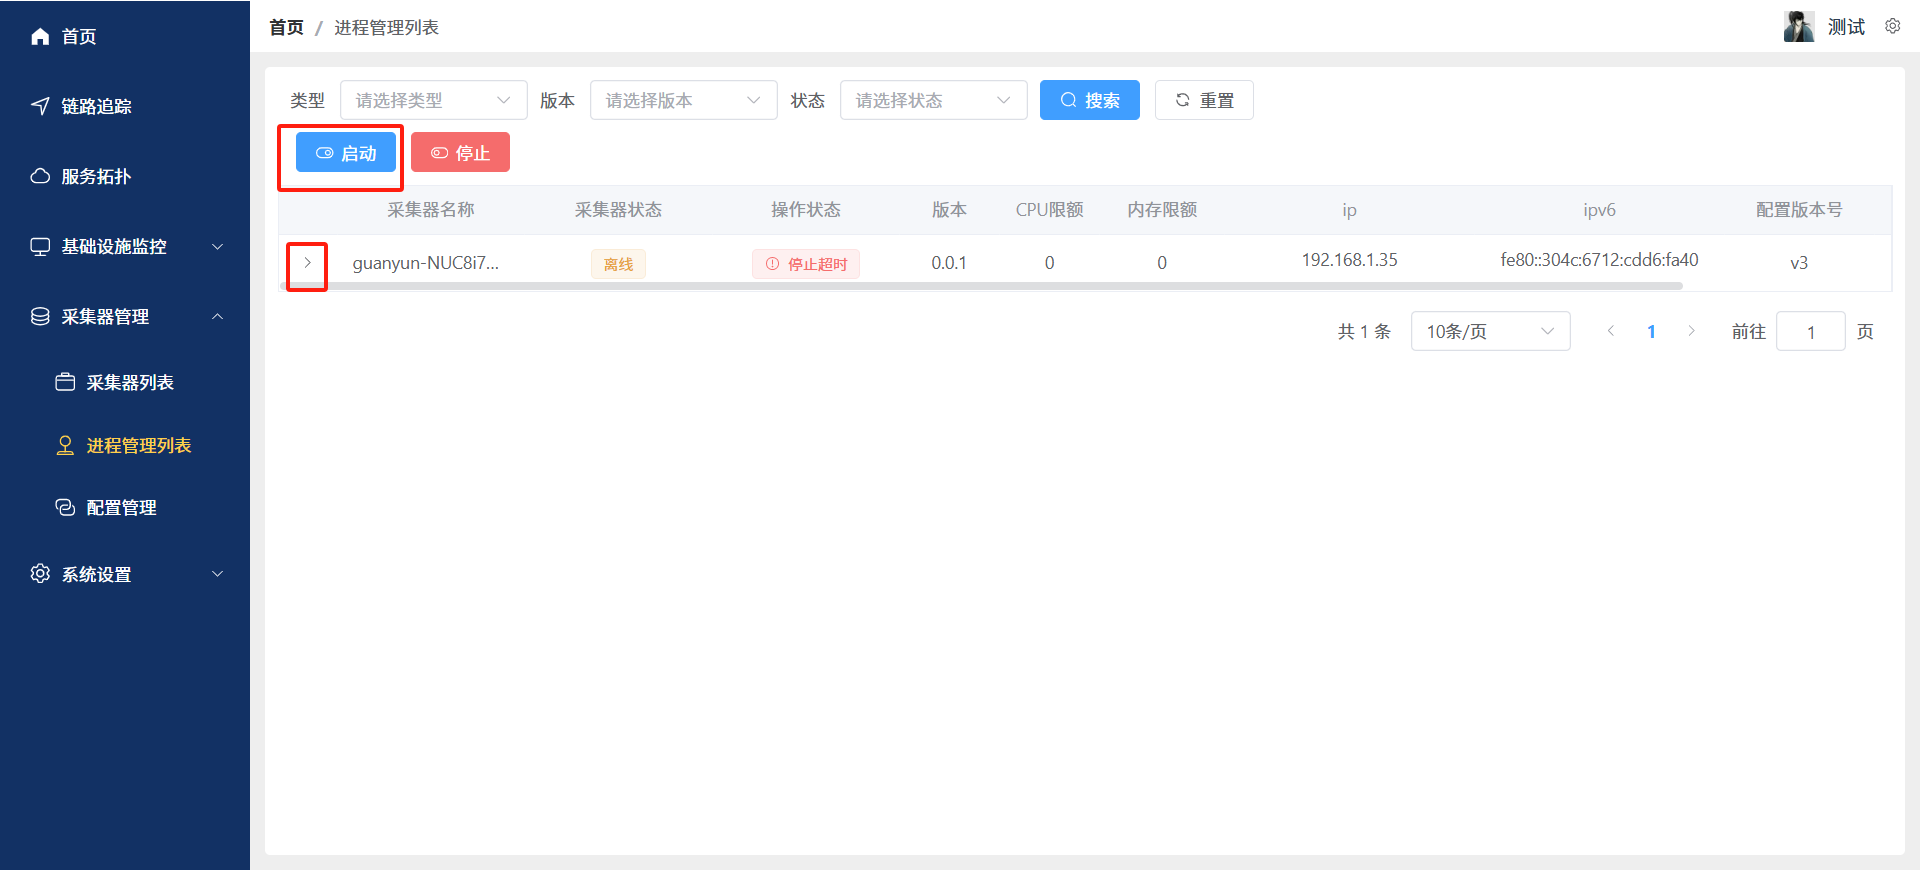 首页
链路追踪
服务拓扑
基础设施监控
采集器管理
采集器列表
进程管理列表
配置管理
系统设置
首页 / 进程管理列表
测试
类型 请选择类型 版本 请选择版本 状态 请选择状态 搜索 重置
启动 停止
采集器名称 采集器状态 操作状态 版本 CPU限额 内存限额 ip ipv6 配置版本号
guanyun-NUC8i7... 离线 停止超时 0.0.1 0 0 192.168.1.35 fe80::304c:6712:cdd6:fa40 v3
共 1 条 10条/页 1 前往 1 页